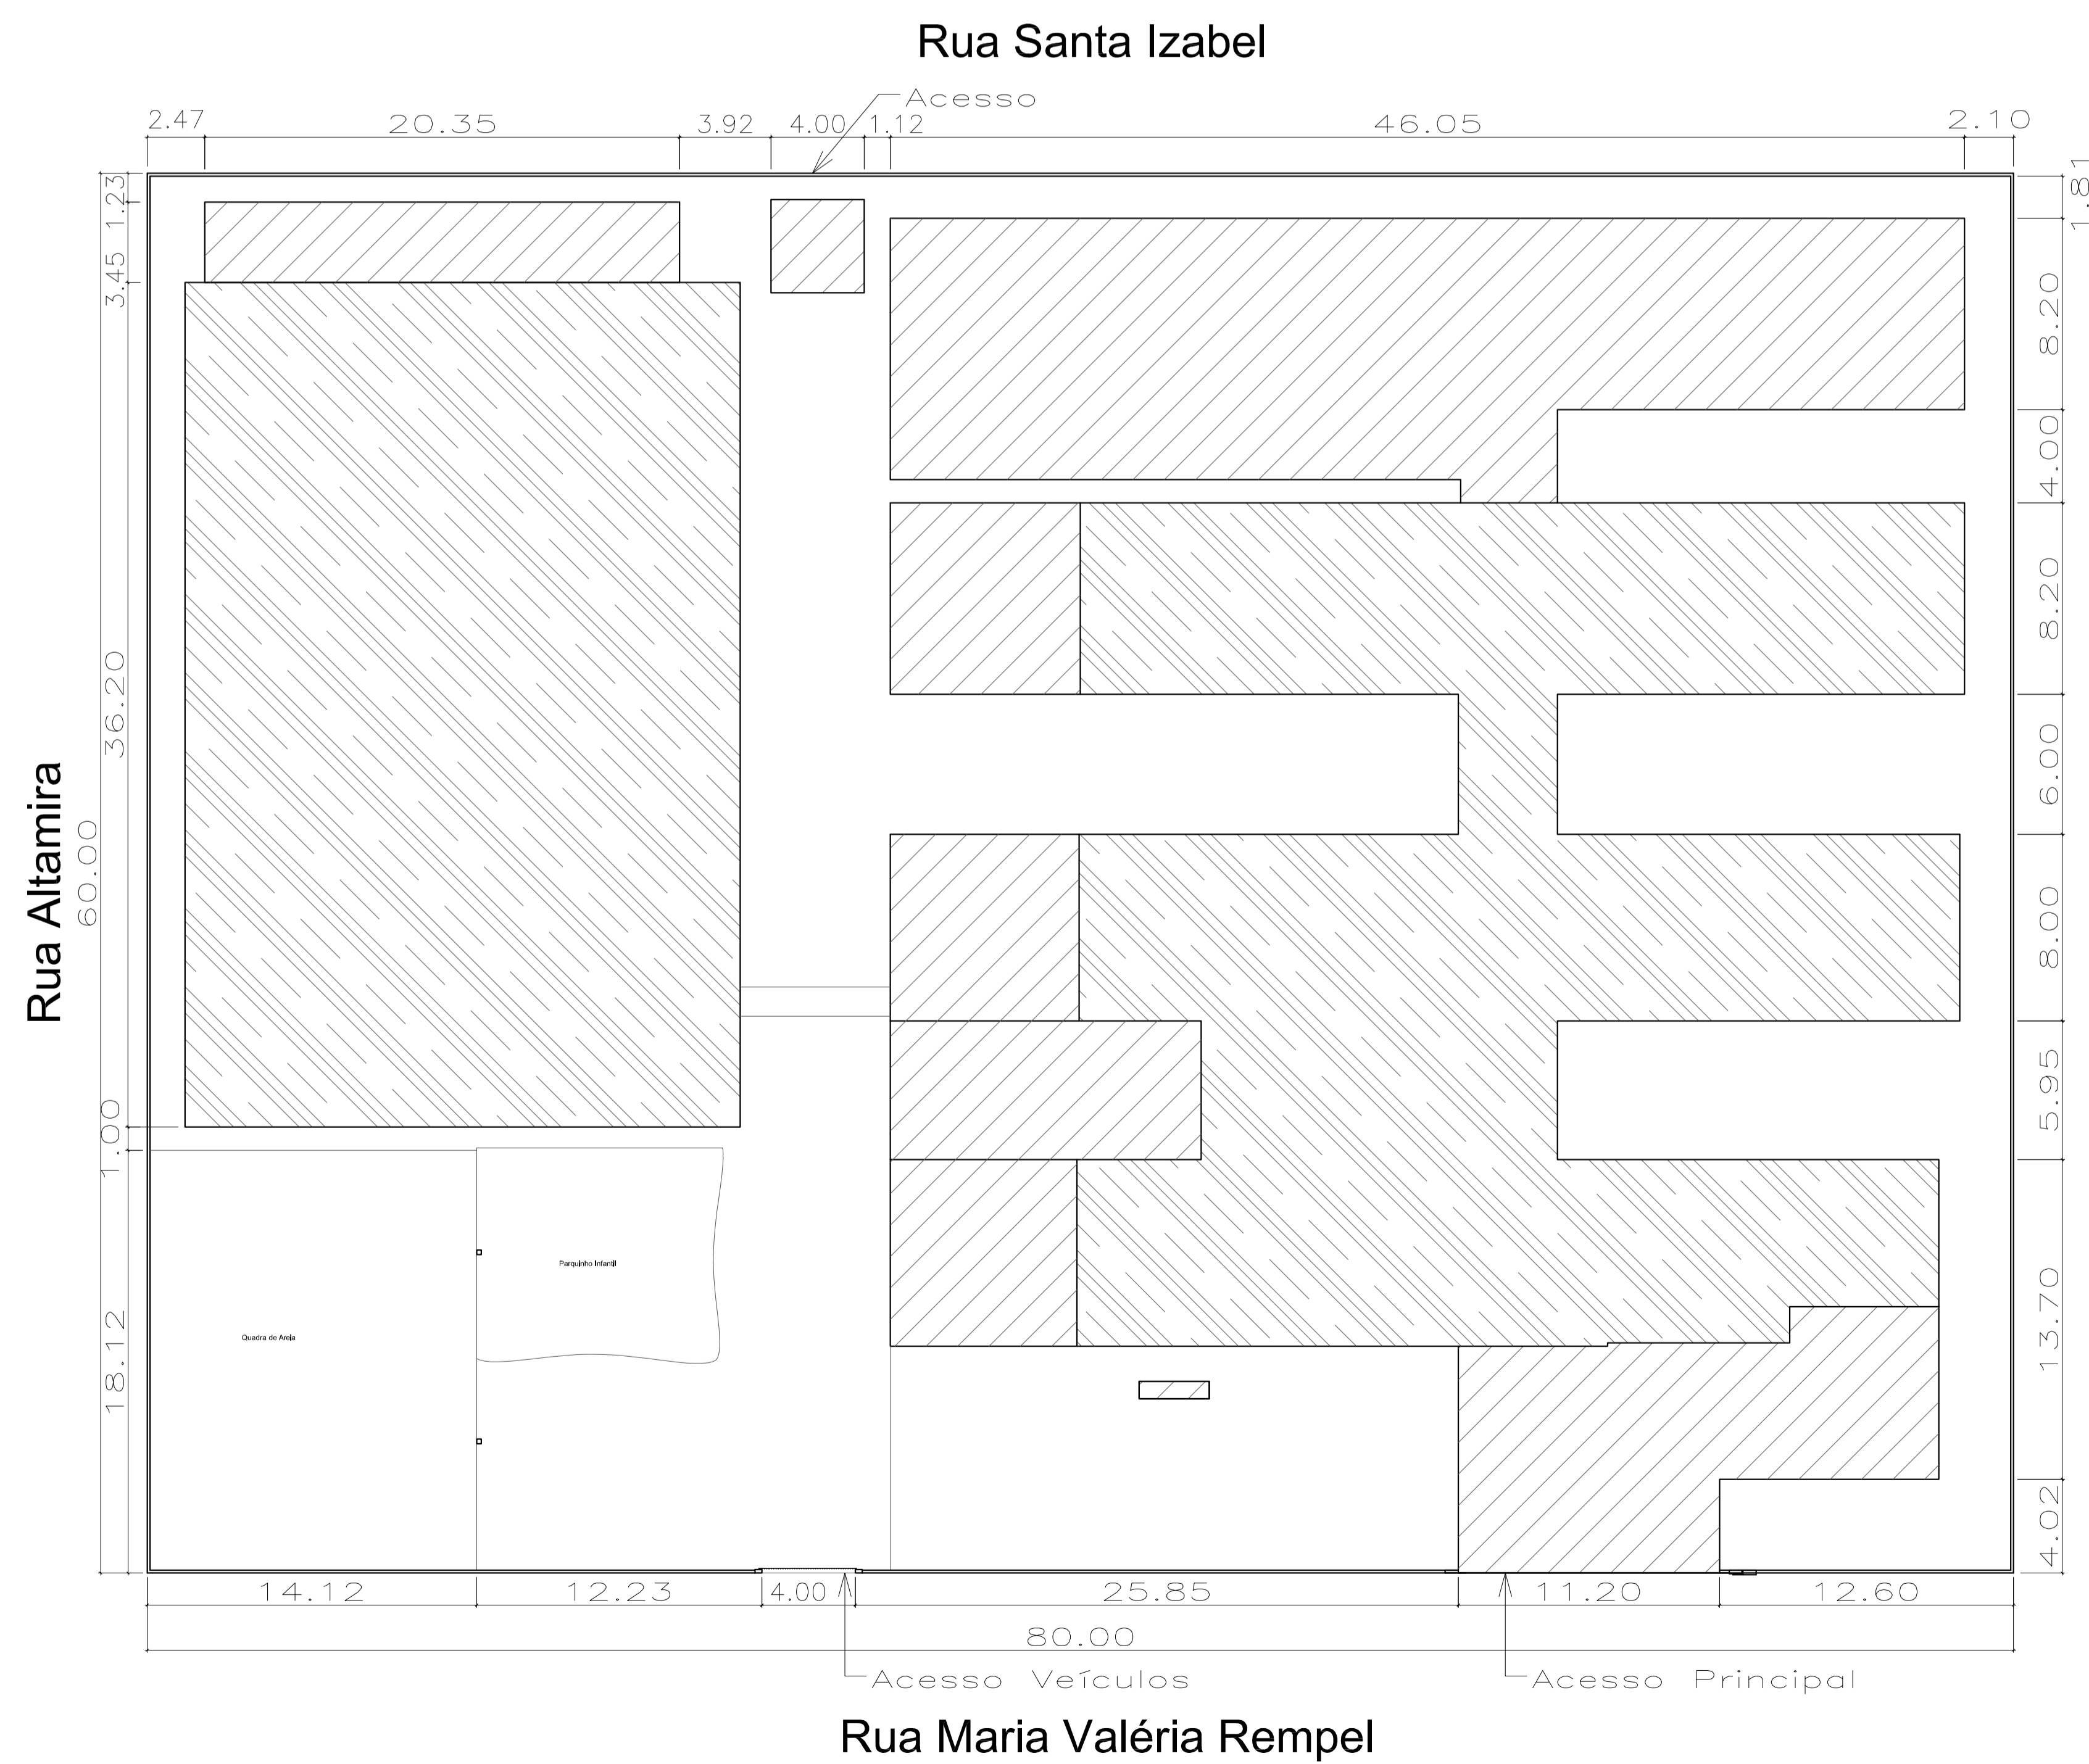 Rua Santa Izabel
Acesso
2.47 20.35 3.92 4.00 1.12 46.05 2.10
1.23
3.45
36.20
60.00
1.00
18.12
Rua Altamira
1.81
8.20
4.00
8.20
6.00
8.00
5.95
13.70
4.02
Parquinho Infantil
Quadra de Areia
14.12 12.23 4.00 25.85 11.20 12.60
80.00
Acesso Veículos
Acesso Principal
Rua Maria Valéria Rempel